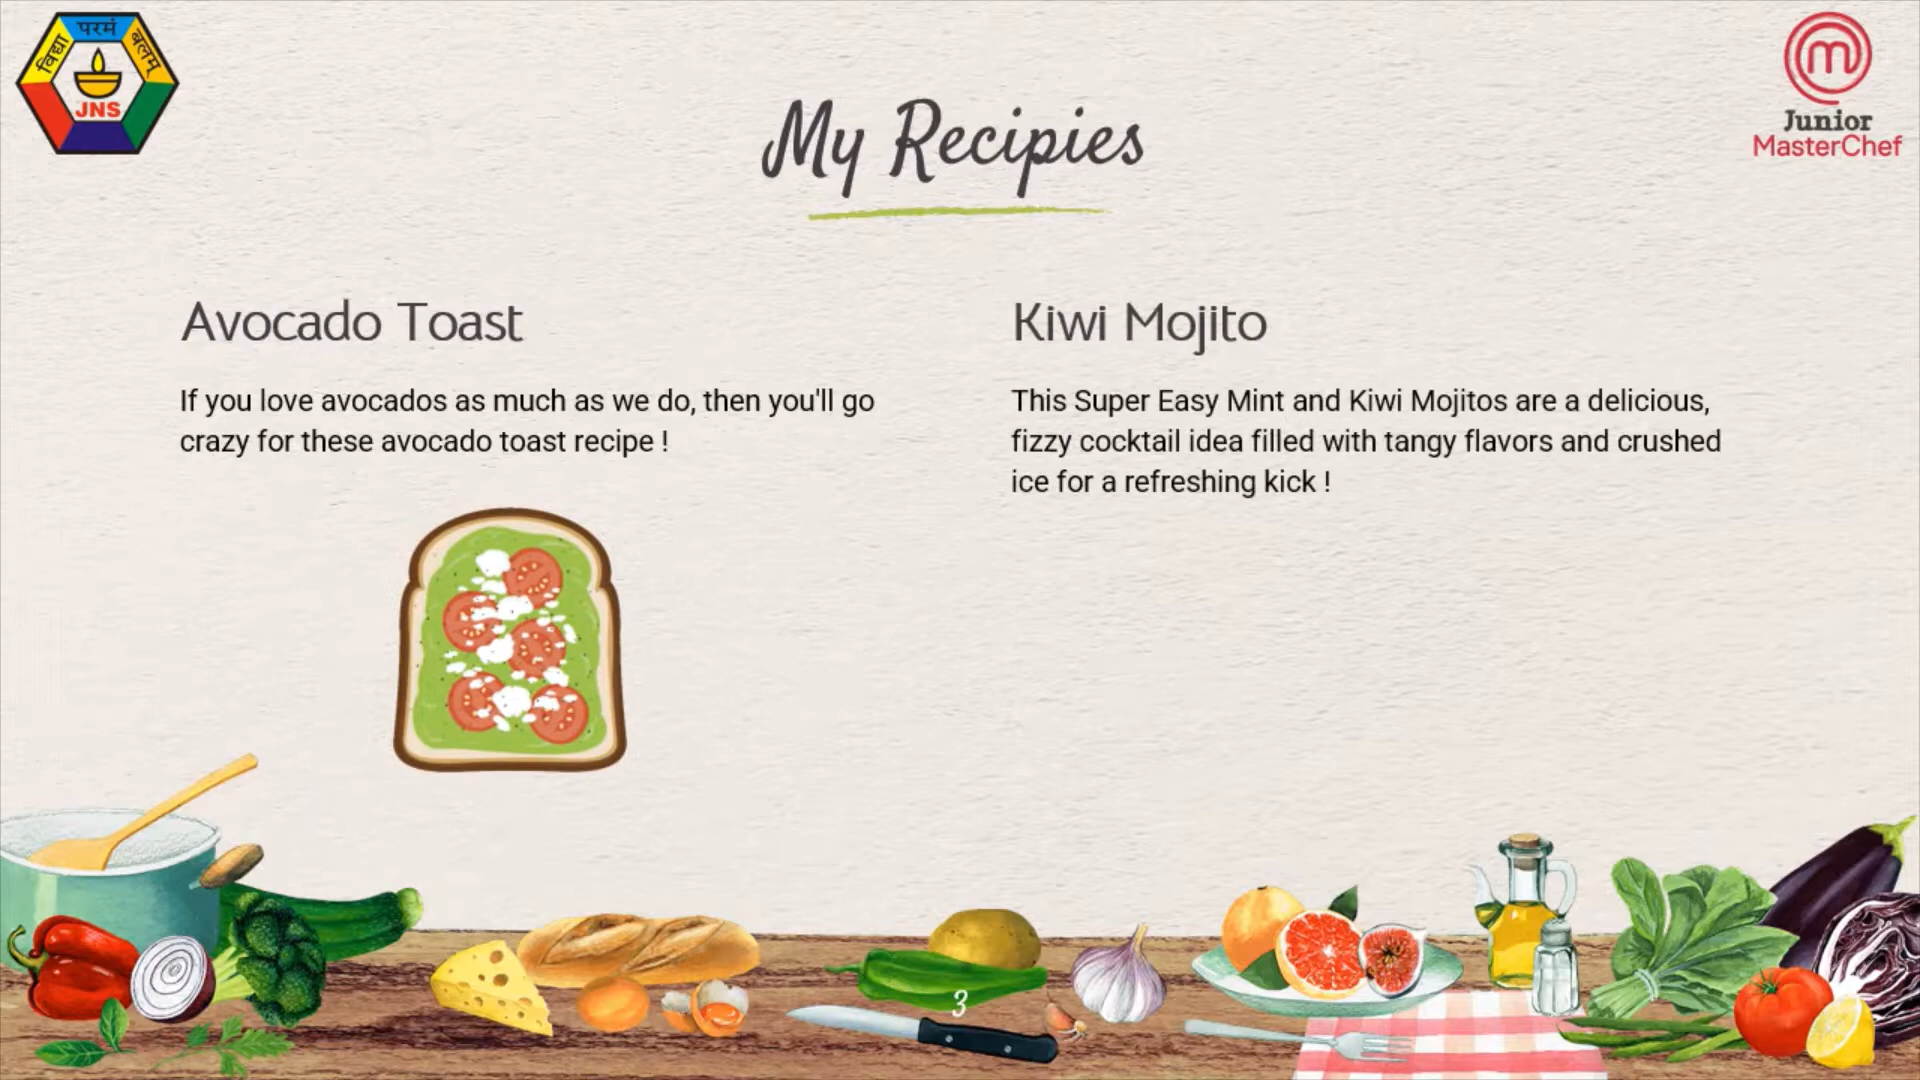 विद्या परमं बलम्
JNS
Junior
MasterChef
My Recipies
Avocado Toast
If you love avocados as much as we do, then you'll go
crazy for these avocado toast recipe !
Kiwi Mojito
This Super Easy Mint and Kiwi Mojitos are a delicious,
fizzy cocktail idea filled with tangy flavors and crushed
ice for a refreshing kick !
3